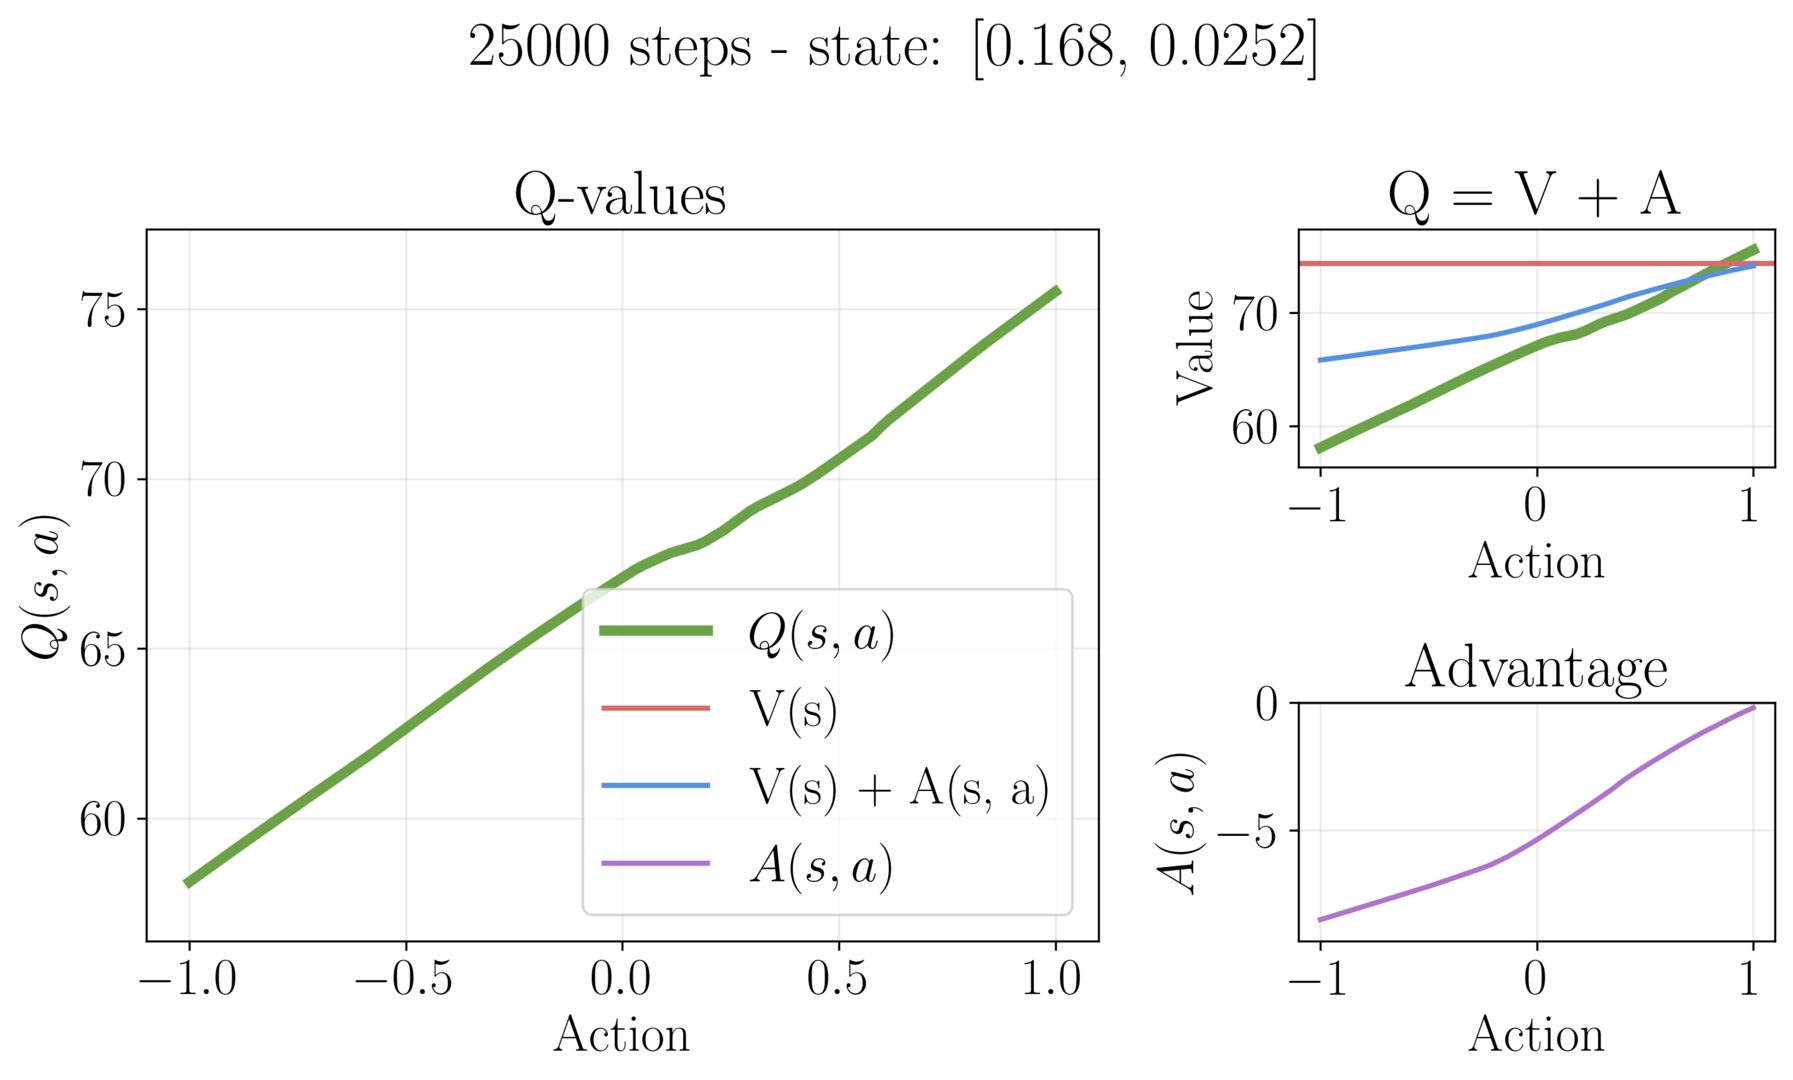 25000 steps - state: [0.168, 0.0252]
Q-values
75
70
65
60
Q(s, a)
−1.0 −0.5 0.0 0.5 1.0
Action
Q(s, a)
V(s)
V(s) + A(s, a)
A(s, a)
Q = V + A
70
60
Value
−1 0 1
Action
Advantage
0
−5
A(s, a)
−1 0 1
Action